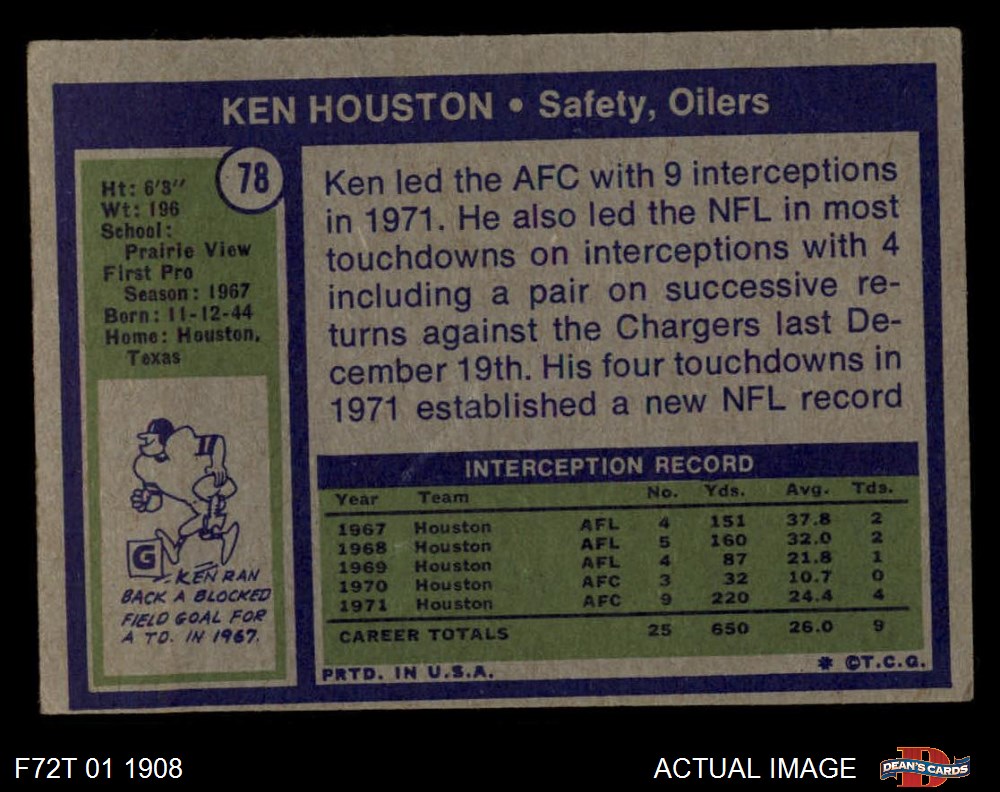 KEN HOUSTON • Safety, Oilers
78
Ht: 6'3"
Wt: 196
School:
Prairie View
First Pro
Season: 1967
Born: 11-12-44
Home: Houston,
Texas
G
KEN RAN
BACK A BLOCKED
FIELD GOAL FOR
A TD. IN 1967.
Ken led the AFC with 9 interceptions
in 1971. He also led the NFL in most
touchdowns on interceptions with 4
including a pair on successive re-
turns against the Chargers last De-
cember 19th. His four touchdowns in
1971 established a new NFL record
INTERCEPTION RECORD
Year Team No. Yds. Avg. Tds.
1967 Houston AFL 4 151 37.8 2
1968 Houston AFL 5 160 32.0 2
1969 Houston AFL 4 87 21.8 1
1970 Houston AFC 3 32 10.7 0
1971 Houston AFC 9 220 24.4 4
CAREER TOTALS 25 650 26.0 9
PRTD. IN U.S.A. * ©T.C.G.
F72T 01 1908
ACTUAL IMAGE
D
DEAN'S CARDS